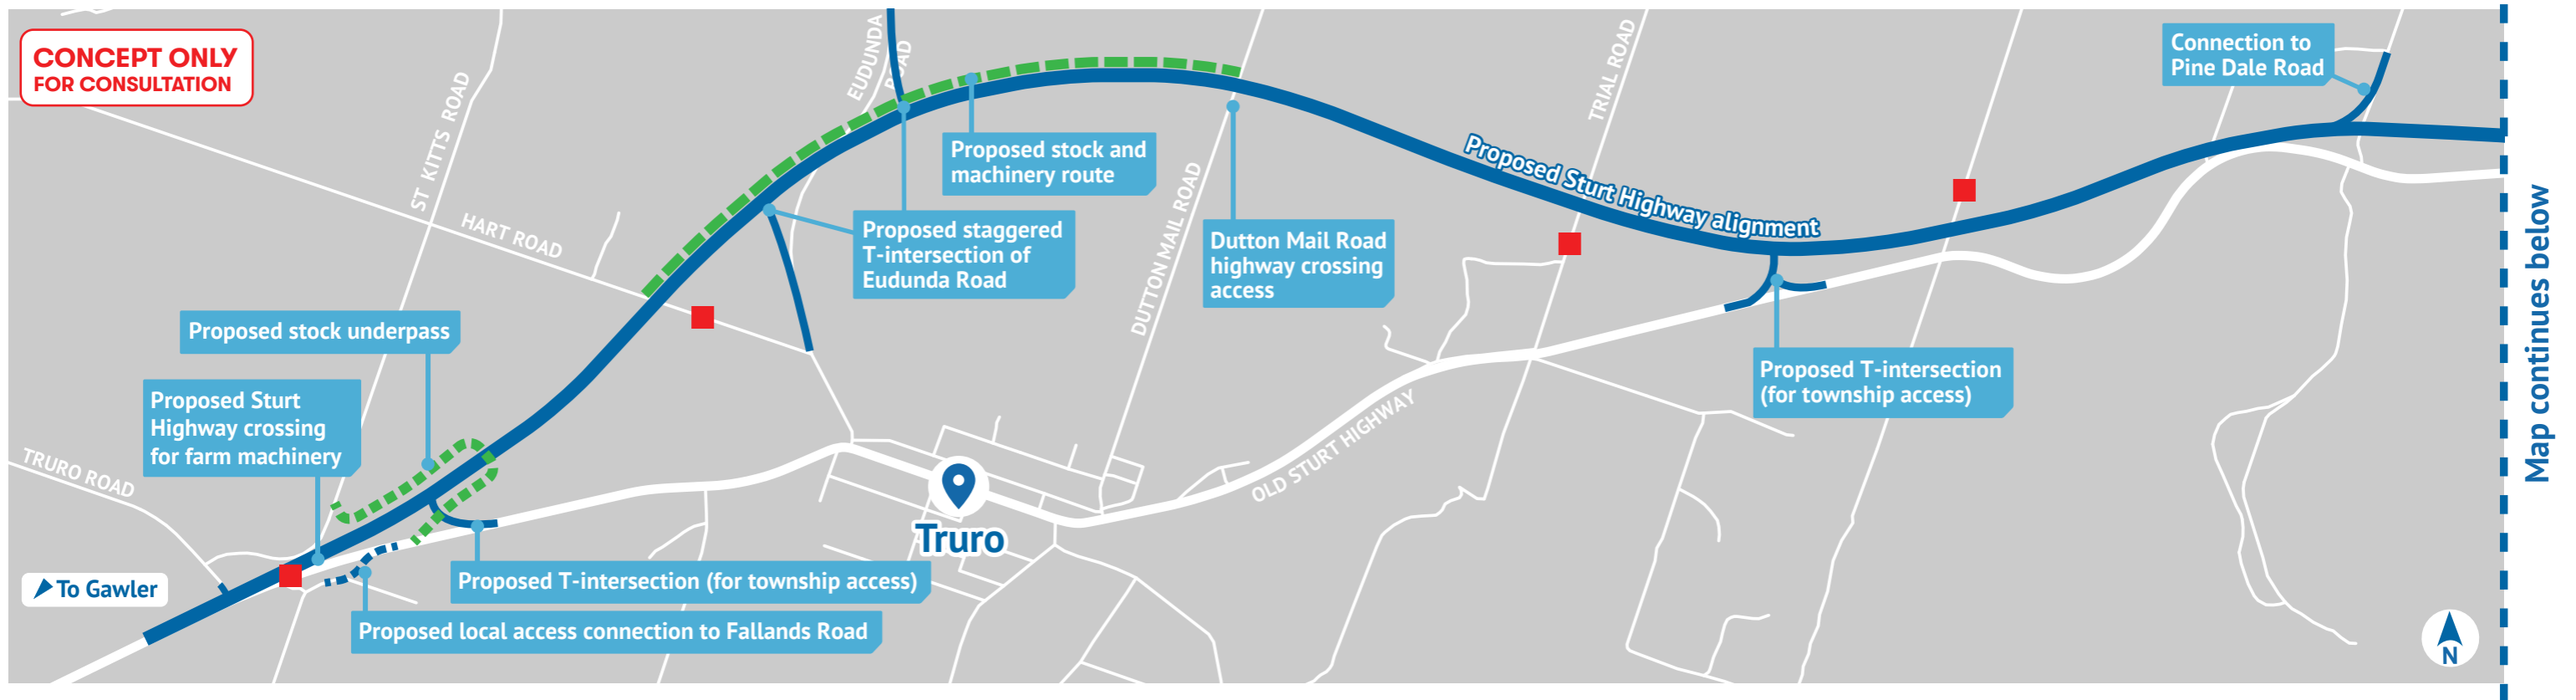 CONCEPT ONLY
FOR CONSULTATION
EUDUNDA
ROAD
ST KITTS ROAD
HART ROAD
TRURO ROAD
DUTTON MAIL ROAD
TRIAL ROAD
OLD STURT HIGHWAY
Proposed Sturt Highway alignment
Connection to
Pine Dale Road
Proposed stock and
machinery route
Proposed staggered
T-intersection of
Eudunda Road
Dutton Mail Road
highway crossing
access
Proposed stock underpass
Proposed Sturt
Highway crossing
for farm machinery
Proposed T-intersection
(for township access)
Truro
To Gawler
Proposed T-intersection (for township access)
Proposed local access connection to Fallands Road
N
Map continues below